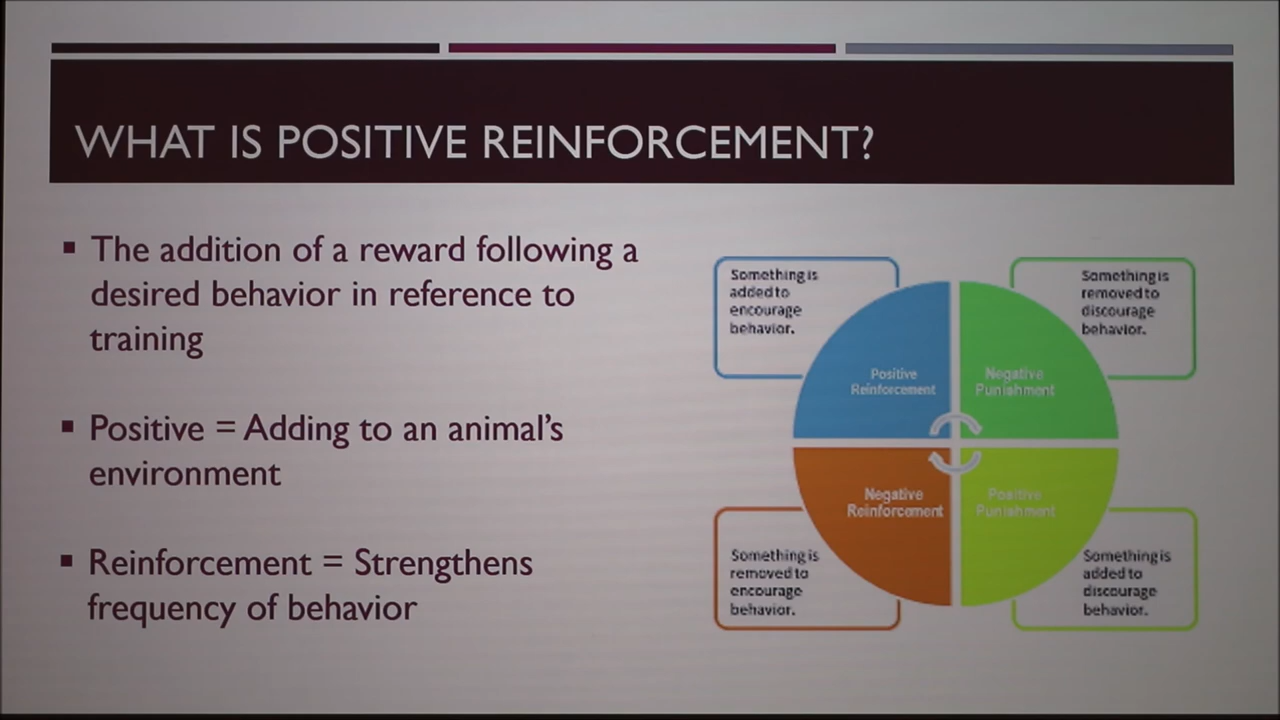 WHAT IS POSITIVE REINFORCEMENT?
▪ The addition of a reward following a
desired behavior in reference to
training
▪ Positive = Adding to an animal's
environment
▪ Reinforcement = Strengthens
frequency of behavior
Something is
added to
encourage
behavior.
Something is
removed to
discourage
behavior.
Positive
Reinforcement
Negative
Punishment
Negative
Reinforcement
Positive
Punishment
Something is
removed to
encourage
behavior.
Something is
added to
discourage
behavior.